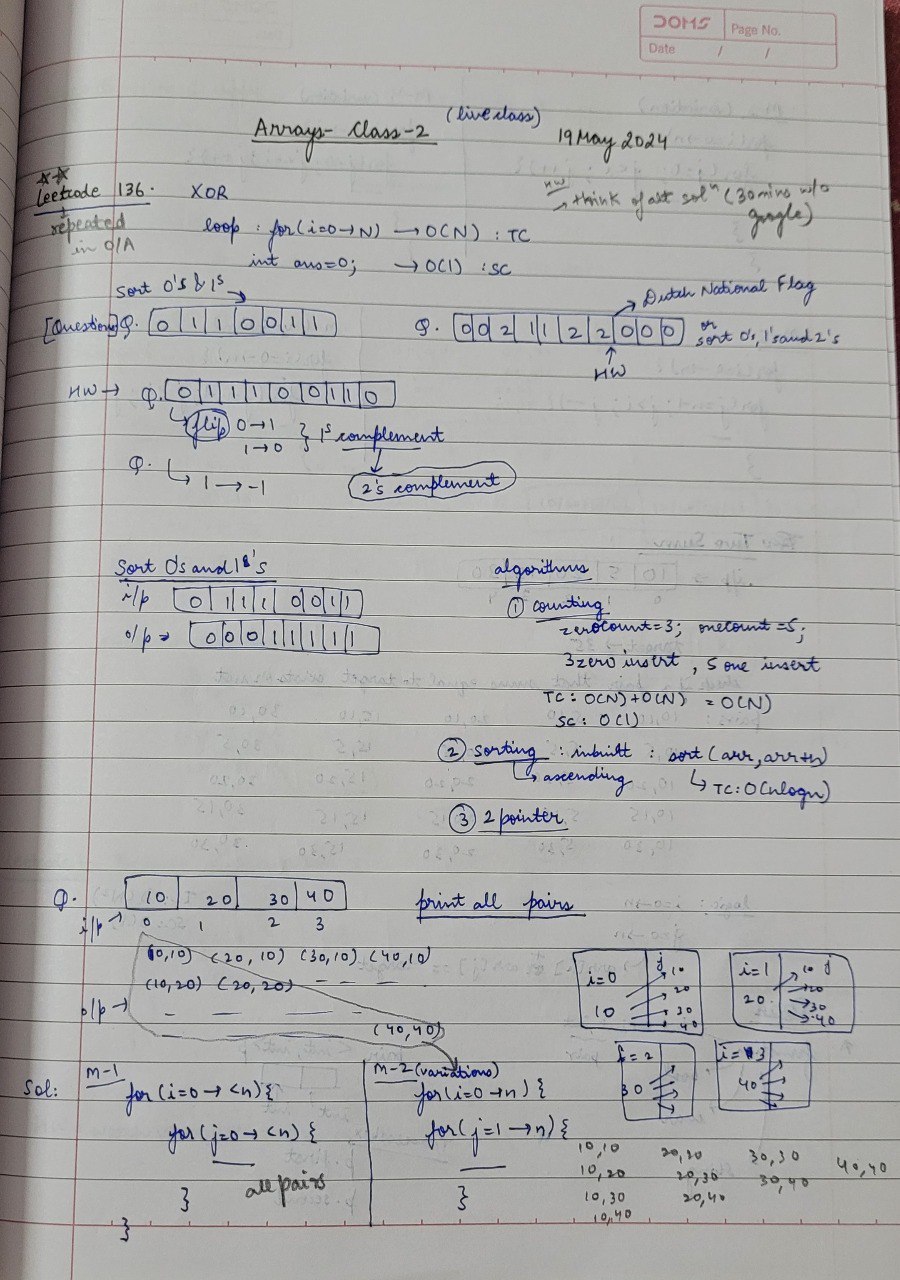 DOMS
Page No.
Date / /
Arrays- Class-2 (live class) 19 May 2024
Leetcode 136. XOR
HW → think of alt solⁿ (30 mins w/o google)
repeated in O/A
loop : for(i=0→N) → O(N) : TC
int ans=0; → O(1) : SC
sort 0's & 1s
[Question] Q. 0 1 1 0 0 1 1
Q. 0 0 2 1 1 2 2 0 0 0
Dutch National Flag
or sort 0s, 1's and 2's
HW
HW → Q. 0 1 1 1 0 0 1 1 0
flip 0→1
1→0 } 1s complement
Q. 1 → -1
2's complement
Sort 0's and 1's
i/p 0 1 1 1 0 0 1 1
o/p → 0 0 0 1 1 1 1 1
algorithms
① counting:
zerocount=3; onecount=5;
3 zero insert, 5 one insert
TC: O(N)+O(N) = O(N)
SC: O(1)
② sorting : inbuilt : sort (arr, arr+n)
ascending
TC: O(nlogn)
③ 2 pointer
Q. 10 20 30 40
print all pairs
i/p → 0 1 2 3
(10,10) (20,10) (30,10) (40,10)
(10,20) (20,20) - - -
o/p →
(40,40)
i=0 j
10 10 20 30 40
i=1 j
20 10 20 30 40
i=2
30
i=3
40
Sol: M-1
for (i=0→<n){
for (j=0→<n) {
all pairs
}
}
M-2 (variations)
for(i=0→n){
for(j=1→n){
}
10,10 20,20 30,30 40,40
10,20 20,30 30,40
10,30 20,40
10,40